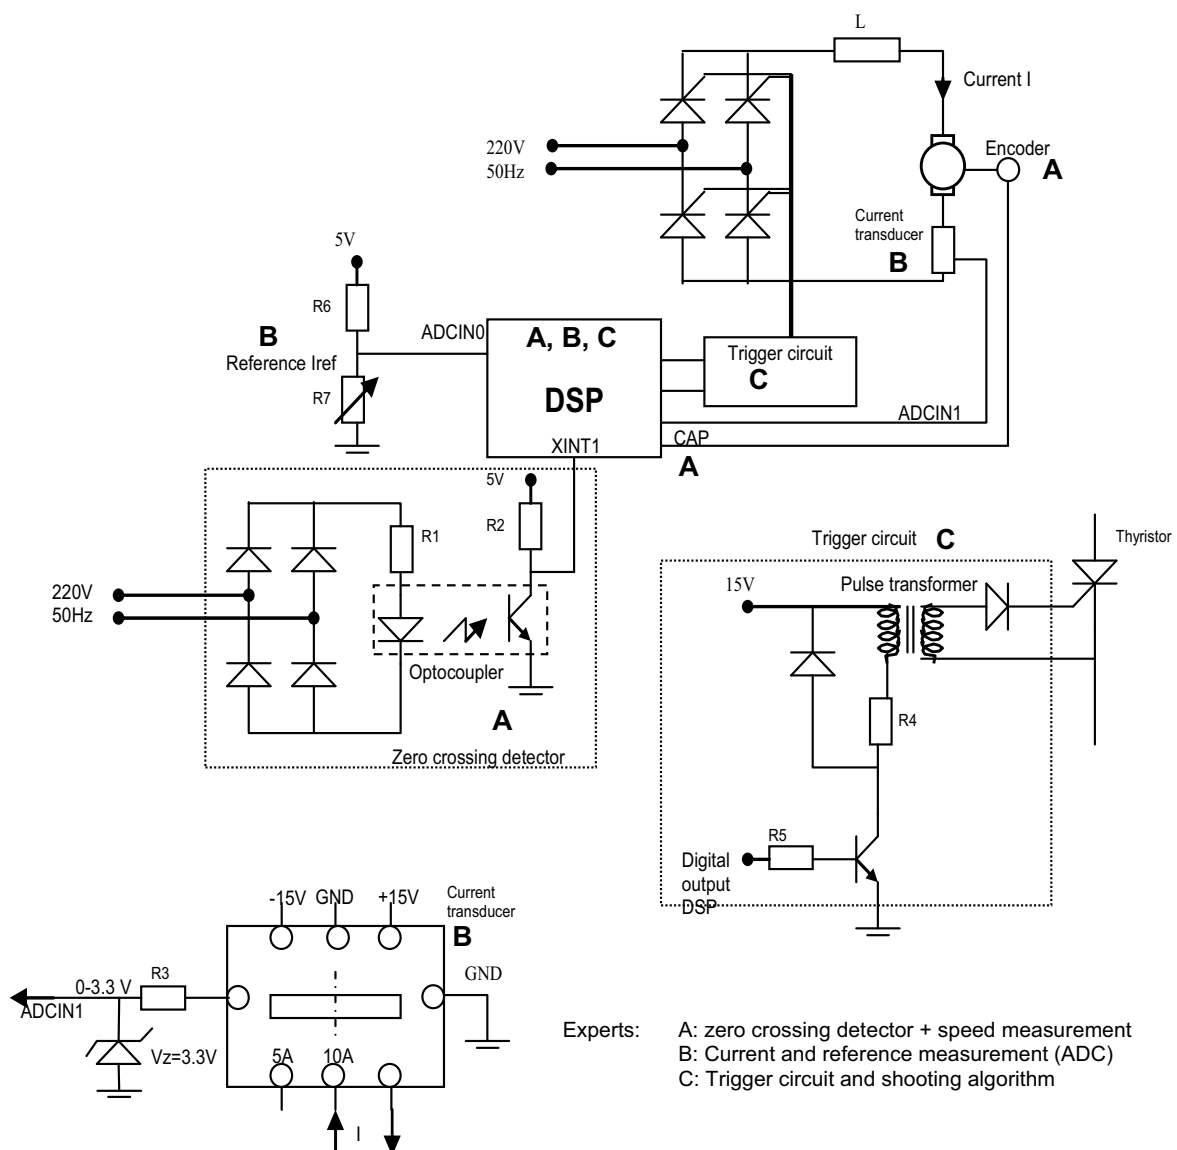 L
Current I
220V
50Hz
Encoder
A
Current
transducer
B
5V
R6
B
Reference Iref
R7
ADCIN0
A, B, C
DSP
XINT1
Trigger circuit
C
ADCIN1
CAP
A
5V
R2
R1
220V
50Hz
Optocoupler
A
Zero crossing detector
Trigger circuit C
Thyristor
15V
Pulse transformer
R4
R5
Digital
output
DSP
-15V GND +15V
Current
transducer
B
GND
0-3.3 V
R3
ADCIN1
Vz=3.3V
5A 10A
I
Experts: A: zero crossing detector + speed measurement
B: Current and reference measurement (ADC)
C: Trigger circuit and shooting algorithm